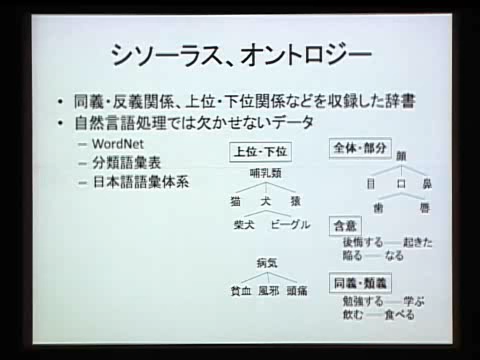 シソーラス、オントロジー
• 同義・反義関係、上位・下位関係などを収録した辞書
• 自然言語処理では欠かせないデータ
– WordNet
– 分類語彙表
– 日本語語彙体系
上位・下位
哺乳類
猫 犬 猿
柴犬 ビーグル
病気
貧血 風邪 頭痛
全体・部分
顔
目 口 鼻
歯 唇
含意
後悔する 起きた
陥る なる
同義・類義
勉強する 学ぶ
飲む 食べる